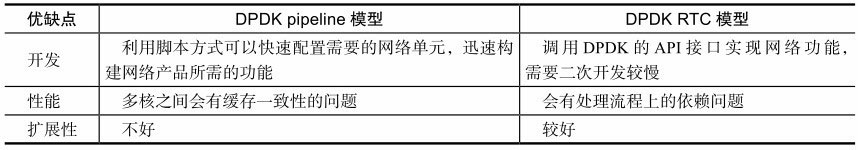 优缺点 DPDK pipeline 模型 DPDK RTC 模型
开发 利用脚本方式可以快速配置需要的网络单元，迅速构建网络产品所需的功能 调用 DPDK 的 API 接口实现网络功能，需要二次开发较慢
性能 多核之间会有缓存一致性的问题 会有处理流程上的依赖问题
扩展性 不好 较好